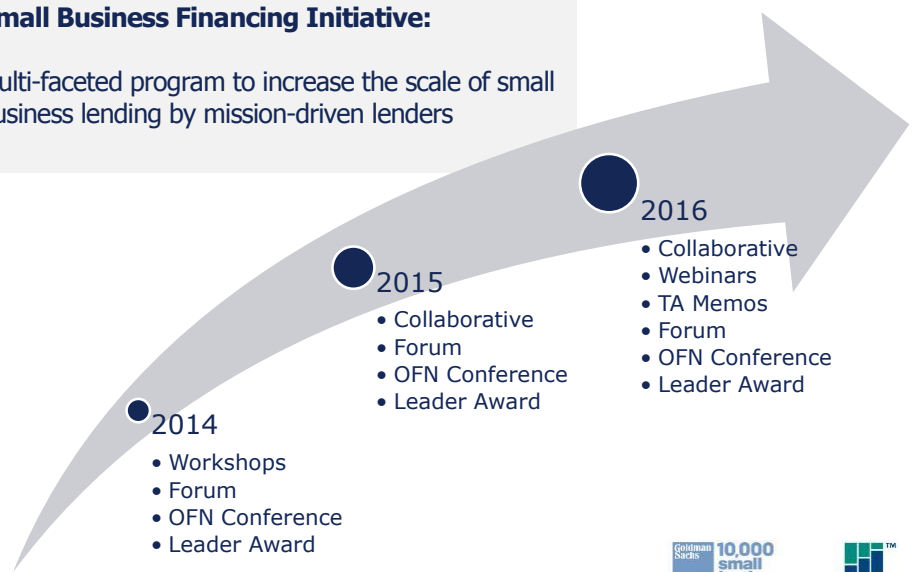 mall Business Financing Initiative:
ulti-faceted program to increase the scale of small
usiness lending by mission-driven lenders
2016
• Collaborative
• Webinars
• TA Memos
• Forum
• OFN Conference
• Leader Award
2015
• Collaborative
• Forum
• OFN Conference
• Leader Award
2014
• Workshops
• Forum
• OFN Conference
• Leader Award
Goldman
Sachs
10,000
small
TM